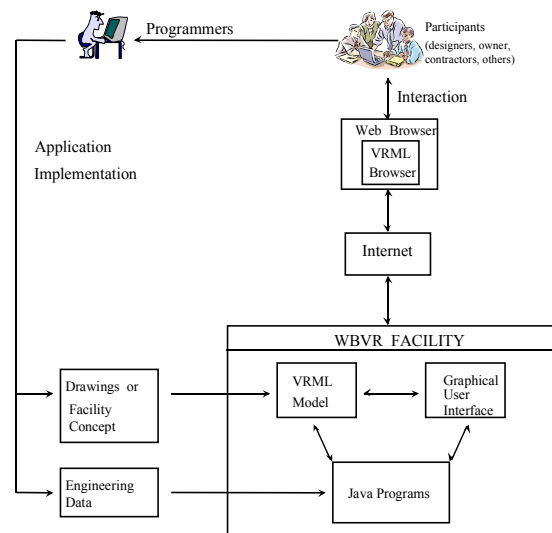 Programmers
Participants
(designers, owner,
contractors, others)
Interaction
Web Browser
VRML
Browser
Application
Implementation
Internet
WBVR FACILITY
Drawings or
Facility
Concept
VRML
Model
Graphical
User
Interface
Engineering
Data
Java Programs